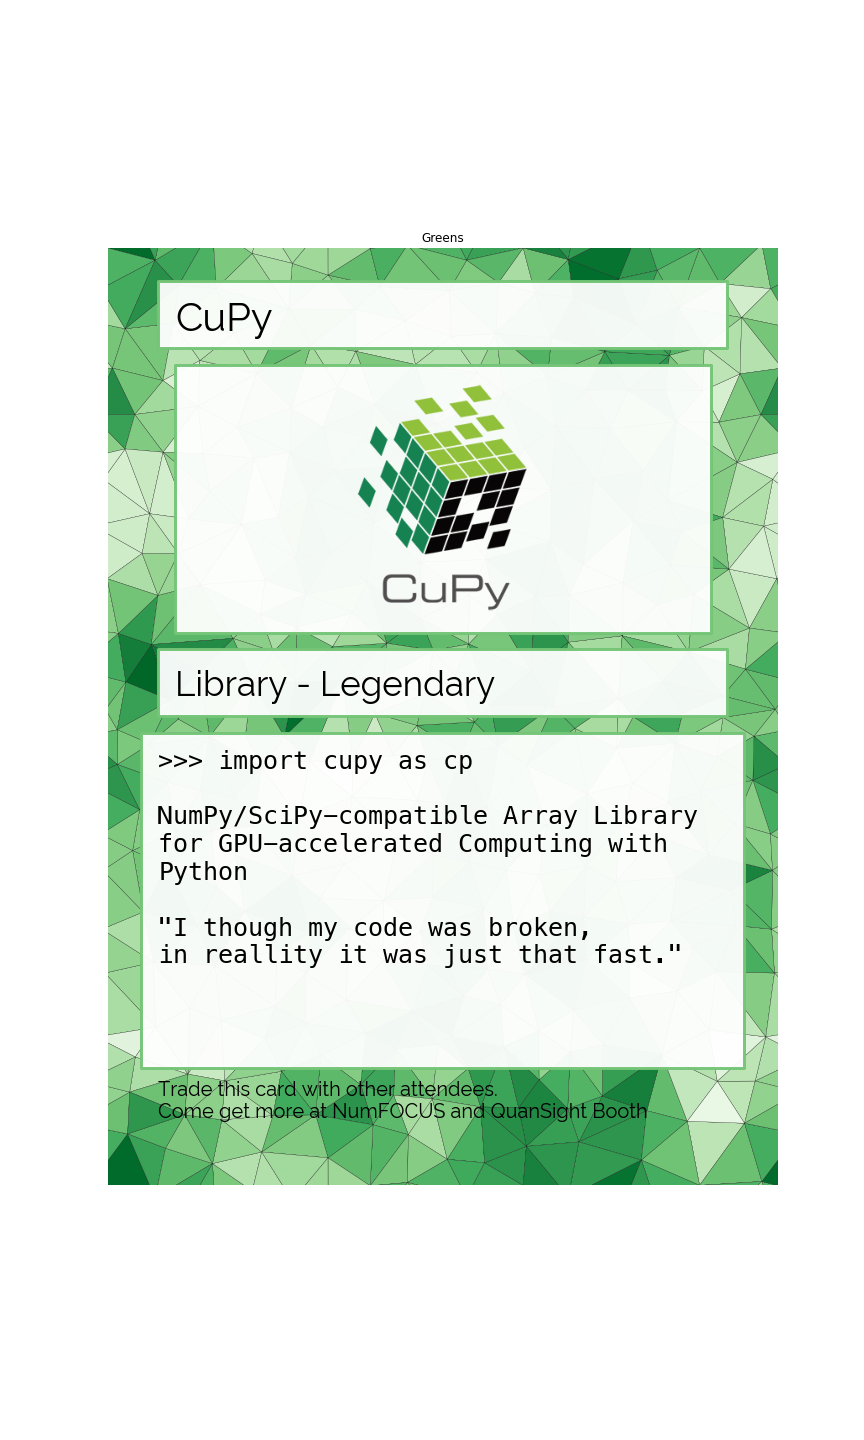 Greens
CuPy
CuPy
Library - Legendary
>>> import cupy as cp
NumPy/SciPy-compatible Array Library
for GPU-accelerated Computing with
Python
"I though my code was broken,
in reallity it was just that fast."
Trade this card with other attendees.
Come get more at NumFOCUS and QuanSight Booth